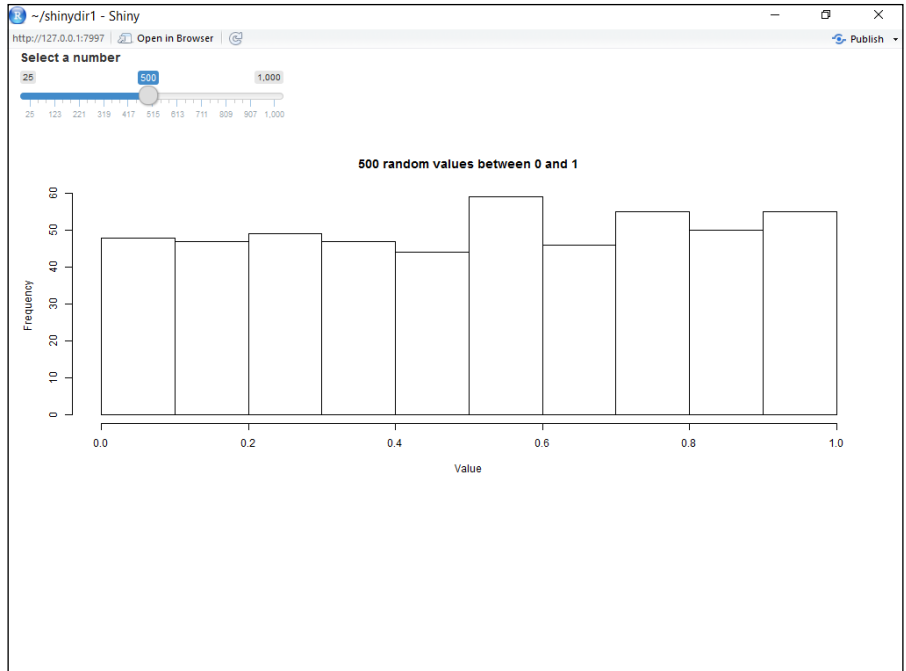 ~/shinydir1 - Shiny
http://127.0.0.1:7997 Open in Browser Publish
Select a number
25 500 1,000
25 123 221 319 417 515 613 711 809 907 1,000
500 random values between 0 and 1
60
50
40
30
20
10
0
Frequency
0.0 0.2 0.4 0.6 0.8 1.0
Value